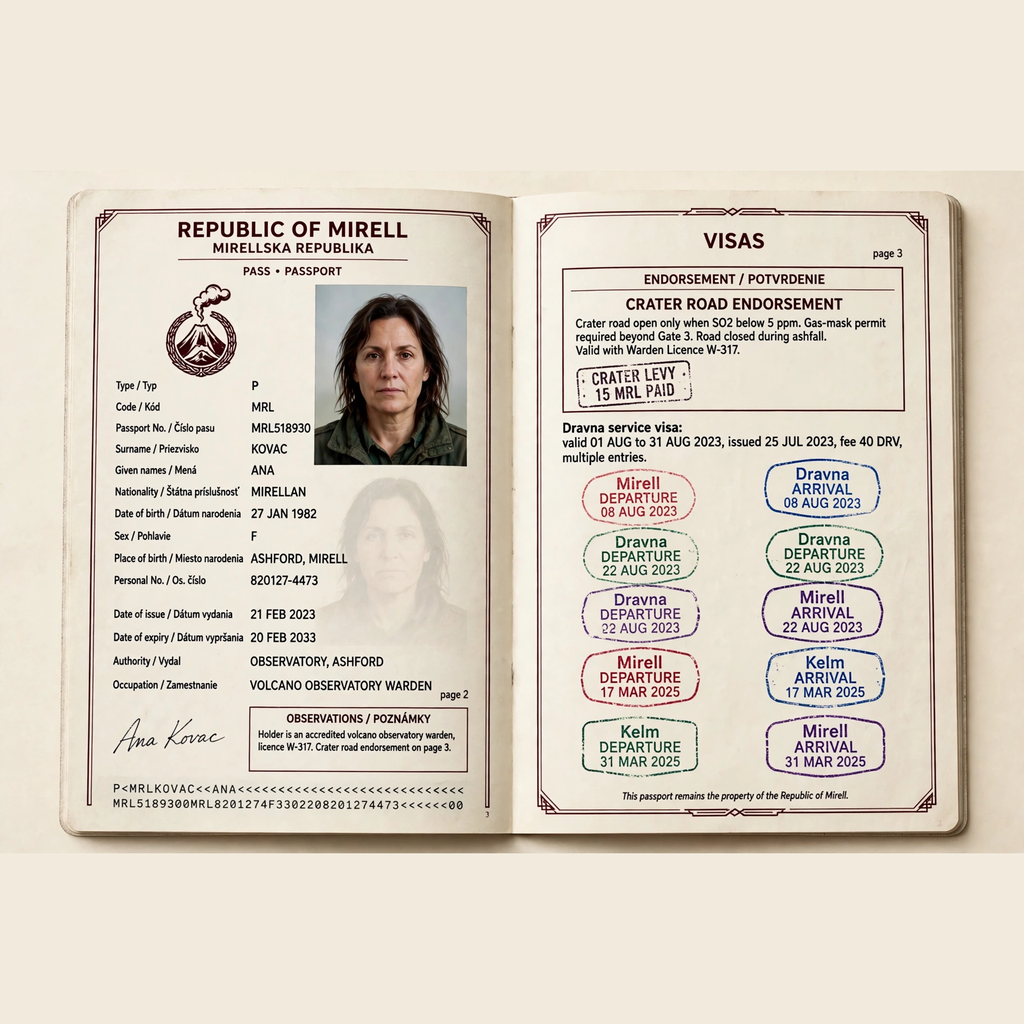 REPUBLIC OF MIRELL
MIRELLSKA REPUBLIKA
PASS • PASSPORT
Type / Typ P
Code / Kód MRL
Passport No. / Číslo pasu MRL518930
Surname / Priezvisko KOVAC
Given names / Mená ANA
Nationality / Štátna príslušnosť MIRELLAN
Date of birth / Dátum narodenia 27 JAN 1982
Sex / Pohlavie F
Place of birth / Miesto narodenia ASHFORD, MIRELL
Personal No. / Os. číslo 820127-4473
Date of issue / Dátum vydania 21 FEB 2023
Date of expiry / Dátum vypršania 20 FEB 2033
Authority / Vydal OBSERVATORY, ASHFORD
Occupation / Zamestnanie VOLCANO OBSERVATORY WARDEN
page 2
Ana Kovac
OBSERVATIONS / POZNÁMKY
Holder is an accredited volcano observatory warden,
licence W-317. Crater road endorsement on page 3.
P<MRLKOVAC<<ANA<<<<<<<<<<<<<<<<<<<<<<<<<<<<<
MRL5189300MRL8201274F3302208201274473<<<<<<00
3
VISAS
page 3
ENDORSEMENT / POTVRDENIE
CRATER ROAD ENDORSEMENT
Crater road open only when SO2 below 5 ppm. Gas-mask permit
required beyond Gate 3. Road closed during ashfall.
Valid with Warden Licence W-317.
CRATER LEVY
15 MRL PAID
Dravna service visa:
valid 01 AUG to 31 AUG 2023, issued 25 JUL 2023, fee 40 DRV,
multiple entries.
Mirell
DEPARTURE
08 AUG 2023
Dravna
ARRIVAL
08 AUG 2023
Dravna
DEPARTURE
22 AUG 2023
Dravna
DEPARTURE
22 AUG 2023
Dravna
DEPARTURE
22 AUG 2023
Mirell
ARRIVAL
22 AUG 2023
Mirell
DEPARTURE
17 MAR 2025
Kelm
ARRIVAL
17 MAR 2025
Kelm
DEPARTURE
31 MAR 2025
Mirell
ARRIVAL
31 MAR 2025
This passport remains the property of the Republic of Mirell.